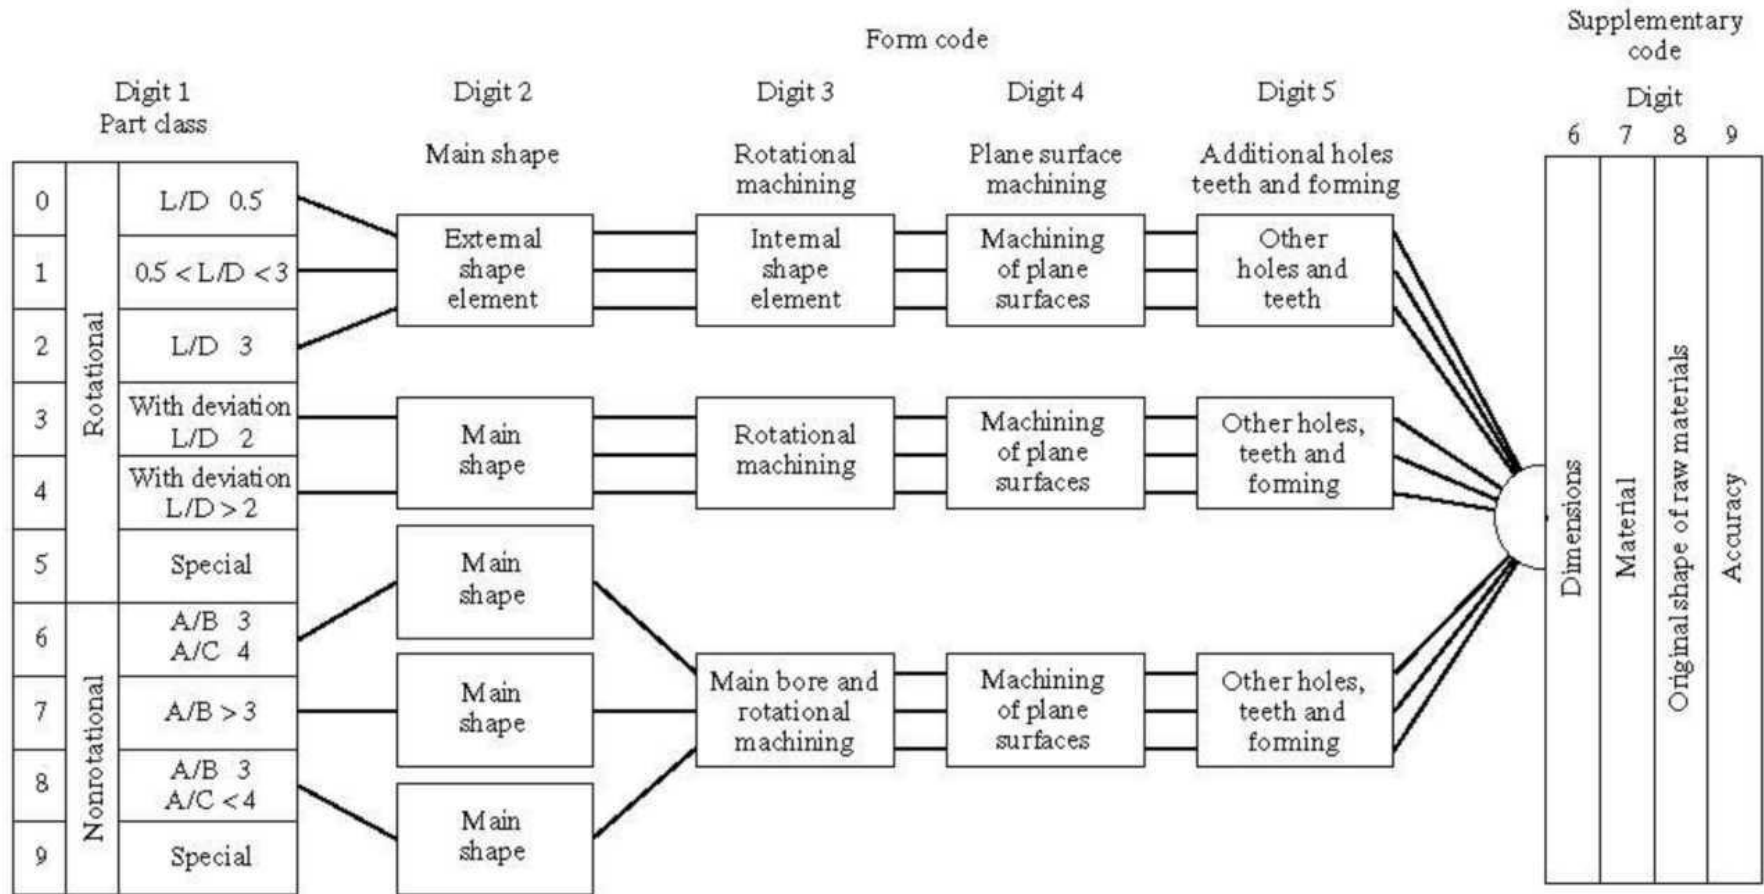 Form code
Supplementary
code
Digit 1
Part class
Digit 2
Main shape
Digit 3
Rotational
machining
Digit 4
Plane surface
machining
Digit 5
Additional holes
teeth and forming
Digit
6 7 8 9
0
L/D 0.5
1
0.5 < L/D < 3
2
L/D 3
Rotational
3
With deviation
L/D 2
4
With deviation
L/D > 2
5
Special
6
A/B 3
A/C 4
7
A/B > 3
Nonrotational
8
A/B 3
A/C < 4
9
Special
External
shape
element
Internal
shape
element
Machining
of plane
surfaces
Other
holes and
teeth
Main
shape
Rotational
machining
Machining
of plane
surfaces
Other holes,
teeth and
forming
Main
shape
Main
shape
Main
shape
Main bore and
rotational
machining
Machining
of plane
surfaces
Other holes,
teeth and
forming
Dimensions
Material
Original shape of raw materials
Accuracy